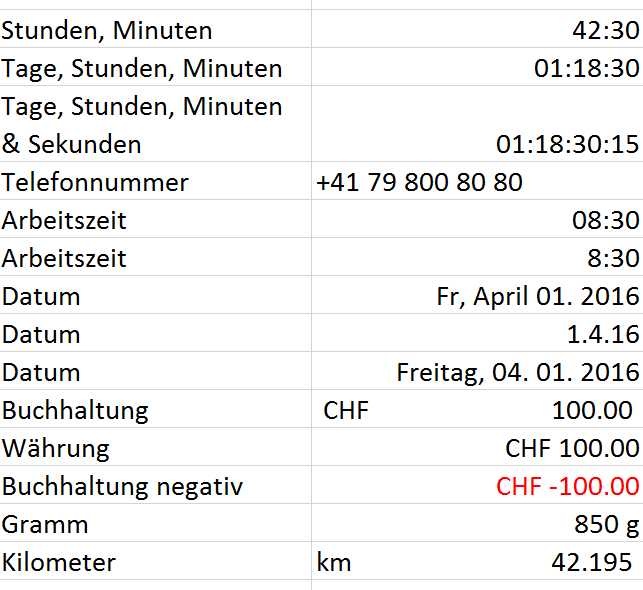 Stunden, Minuten 42:30
Tage, Stunden, Minuten 01:18:30
Tage, Stunden, Minuten
& Sekunden 01:18:30:15
Telefonnummer +41 79 800 80 80
Arbeitszeit 08:30
Arbeitszeit 8:30
Datum Fr, April 01. 2016
Datum 1.4.16
Datum Freitag, 04. 01. 2016
Buchhaltung CHF 100.00
Währung CHF 100.00
Buchhaltung negativ CHF -100.00
Gramm 850 g
Kilometer km 42.195